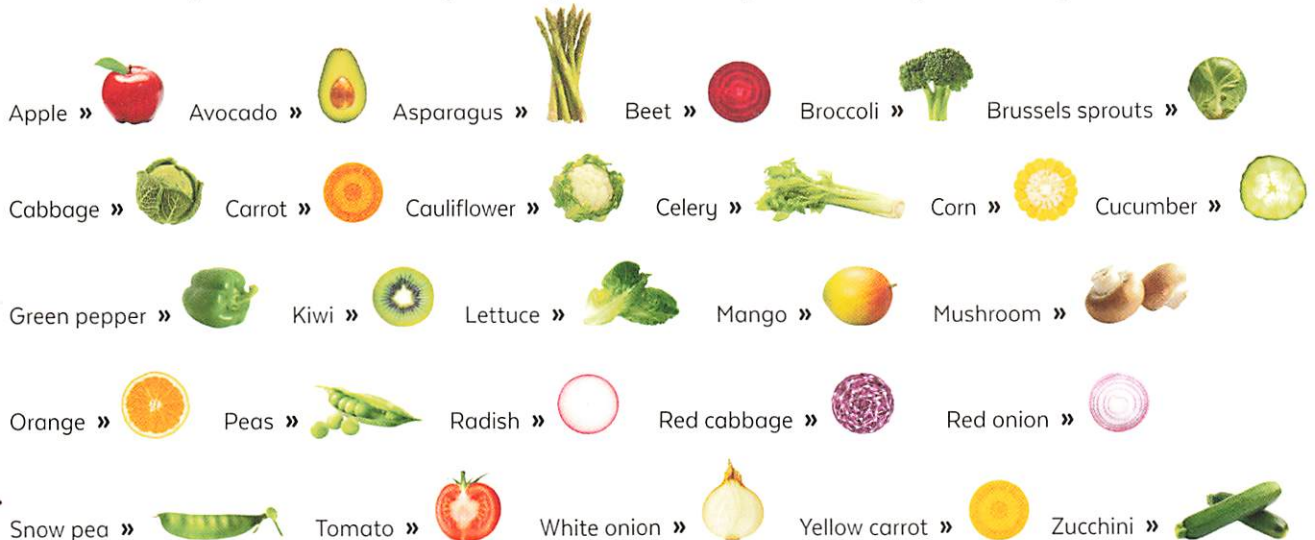 Apple » Avocado » Asparagus » Beet » Broccoli » Brussels sprouts »
Cabbage » Carrot » Cauliflower » Celery » Corn » Cucumber »
Green pepper » Kiwi » Lettuce » Mango » Mushroom »
Orange » Peas » Radish » Red cabbage » Red onion »
Snow pea » Tomato » White onion » Yellow carrot » Zucchini »